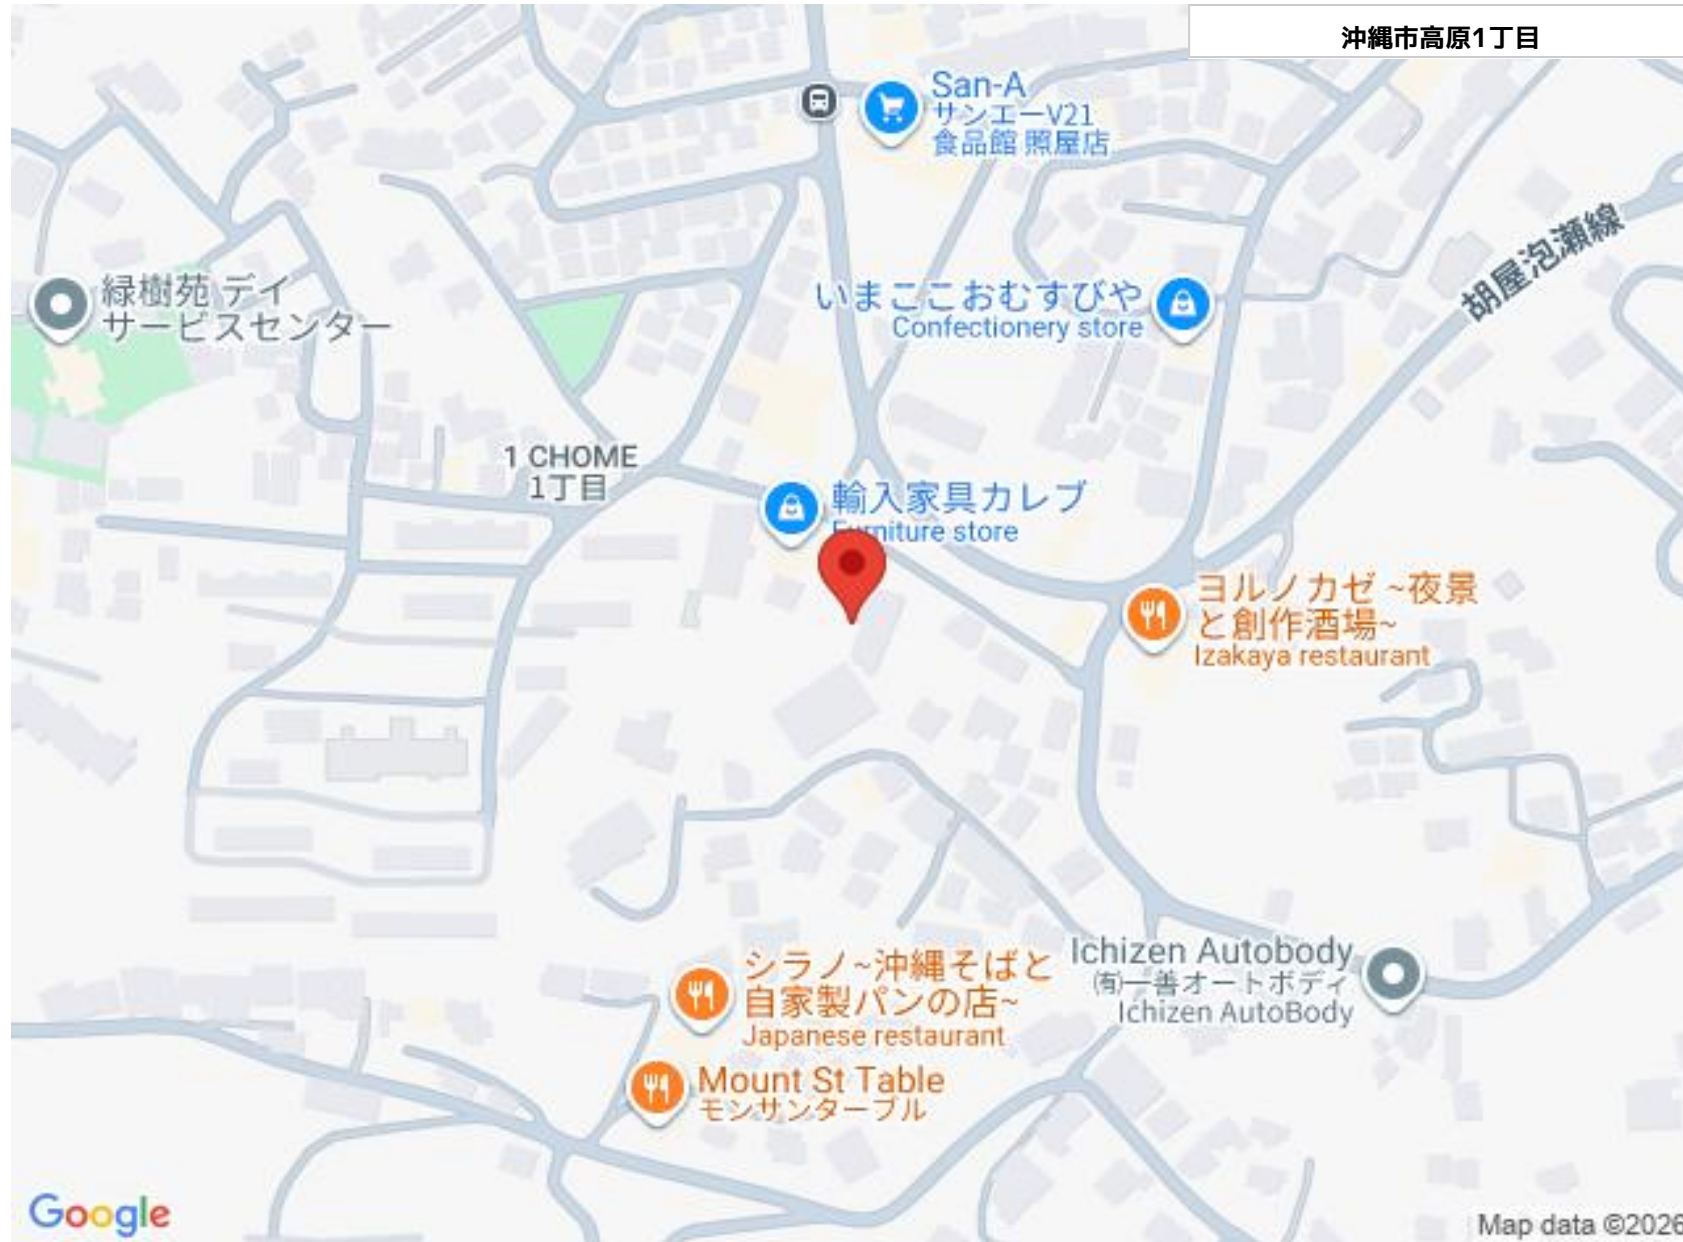 沖縄市高原1丁目
San-A
サンエーV21
食品館 照屋店
胡屋泡瀬線
緑樹苑 デイ
サービスセンター
いまここおむすびや
Confectionery store
1 CHOME
1丁目
輸入家具カレブ
Furniture store
ヨルノカゼ ~夜景
と創作酒場~
Izakaya restaurant
シラノ~沖縄そばと
自家製パンの店~
Japanese restaurant
Ichizen Autobody
㈲一善オートボディ
Ichizen AutoBody
Mount St Table
モンサンターブル
Google
Map data ©2026